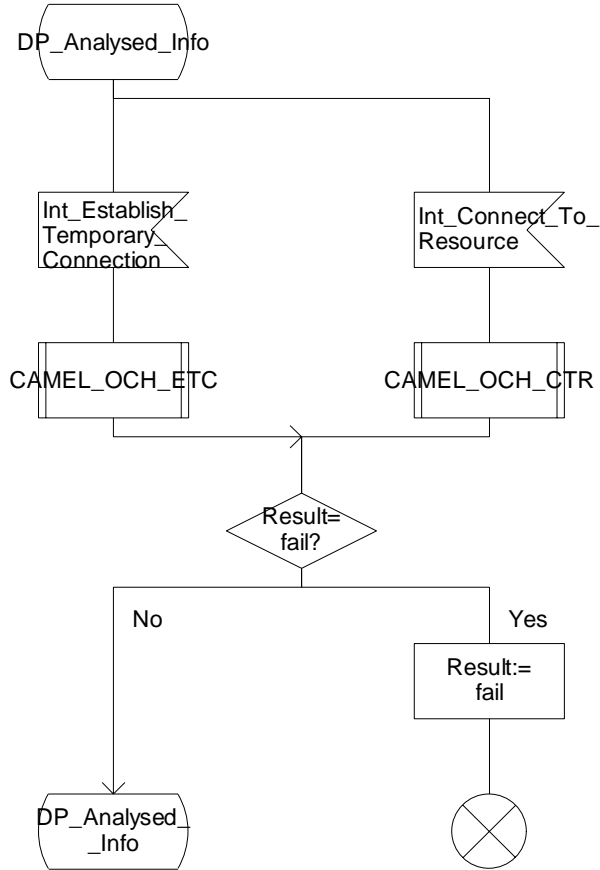 DP_Analysed_Info
Int_Establish_
Temporary_
Connection
Int_Connect_To_
Resource
CAMEL_OCH_ETC
CAMEL_OCH_CTR
Result=
fail?
No
Yes
Result:=
fail
DP_Analysed_
_Info